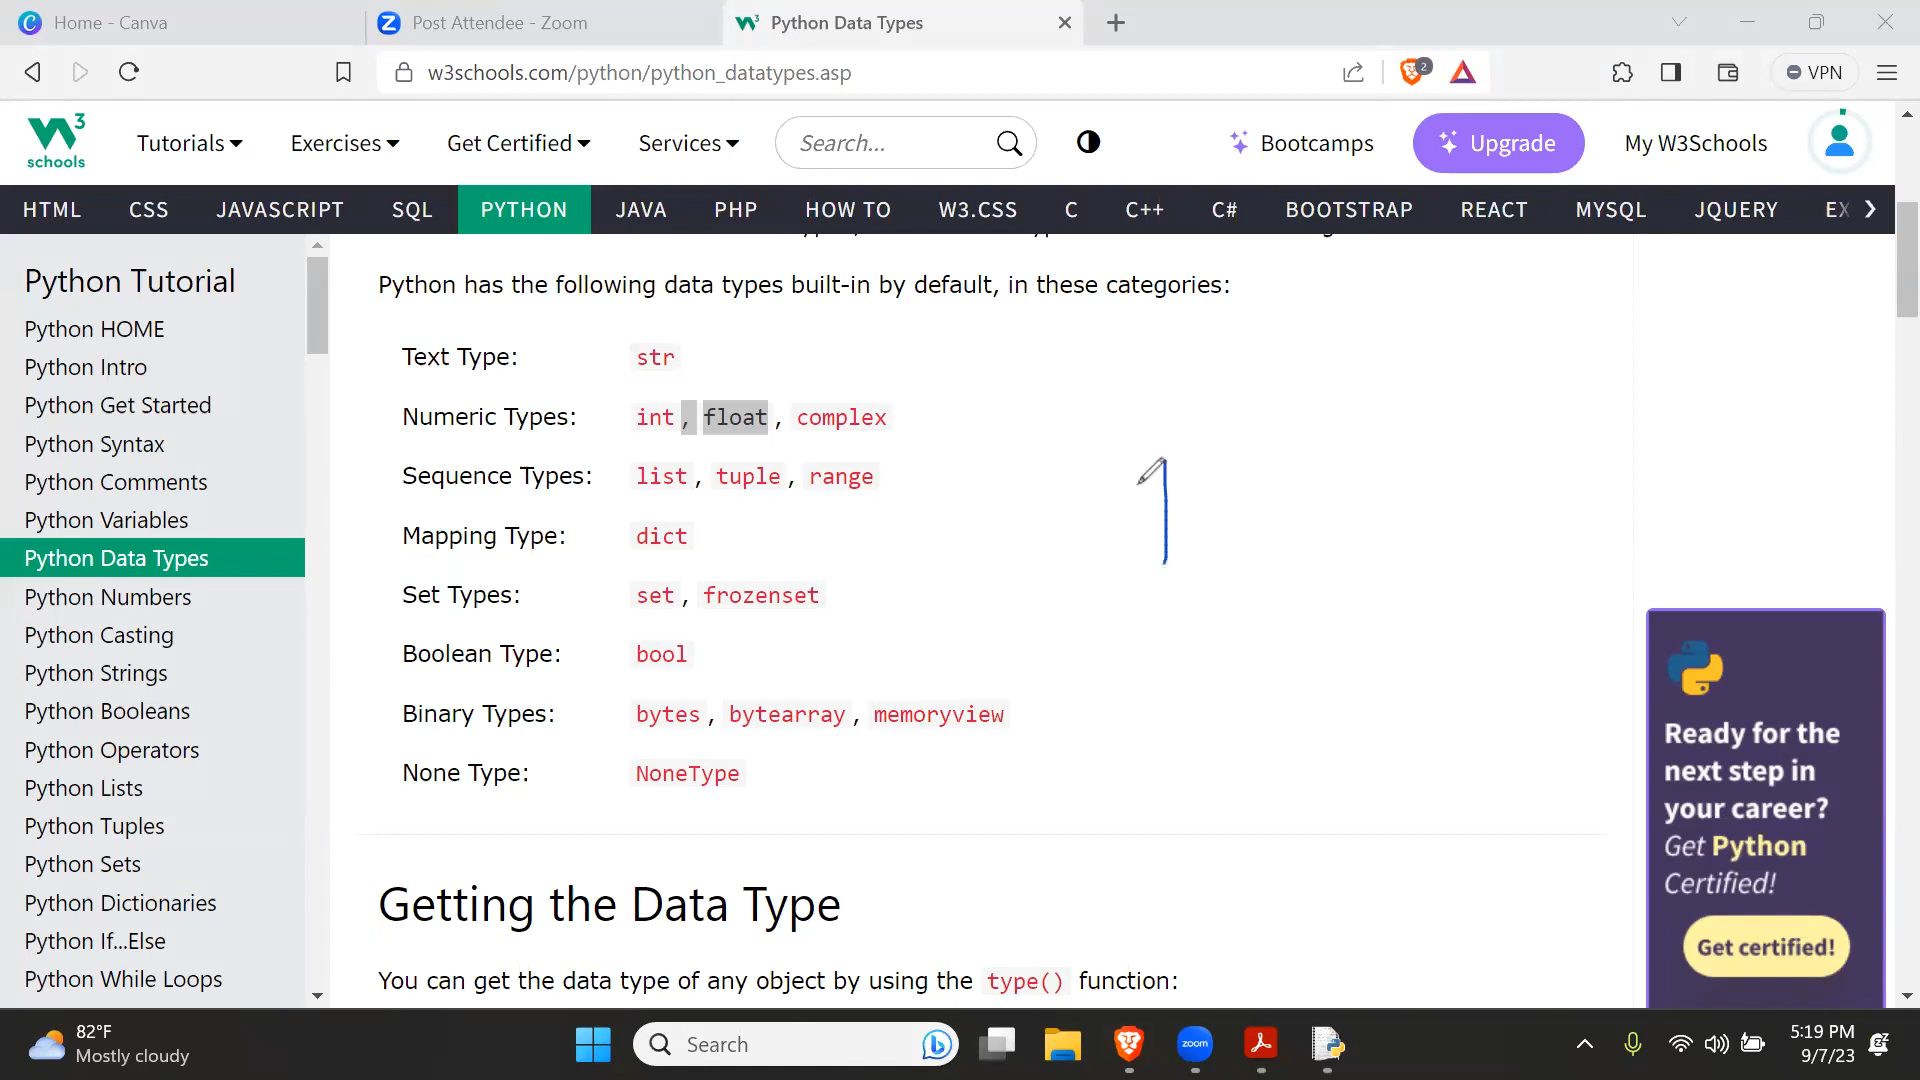 Home - Canva
Post Attendee - Zoom
Python Data Types
w3schools.com/python/python_datatypes.asp
2
VPN
W3 schools
Tutorials
Exercises
Get Certified
Services
Search...
Bootcamps
Upgrade
My W3Schools
HTML CSS JAVASCRIPT SQL PYTHON JAVA PHP HOW TO W3.CSS C C++ C# BOOTSTRAP REACT MYSQL JQUERY EX
Python Tutorial
Python HOME
Python Intro
Python Get Started
Python Syntax
Python Comments
Python Variables
Python Data Types
Python Numbers
Python Casting
Python Strings
Python Booleans
Python Operators
Python Lists
Python Tuples
Python Sets
Python Dictionaries
Python If...Else
Python While Loops
Python has the following data types built-in by default, in these categories:
Text Type: str
Numeric Types: int, float, complex
Sequence Types: list, tuple, range
Mapping Type: dict
Set Types: set, frozenset
Boolean Type: bool
Binary Types: bytes, bytearray, memoryview
None Type: NoneType
Getting the Data Type
You can get the data type of any object by using the type() function:
Ready for the
next step in
your career?
Get Python
Certified!
Get certified!
82°F
Mostly cloudy
Search
zoom
5:19 PM
9/7/23